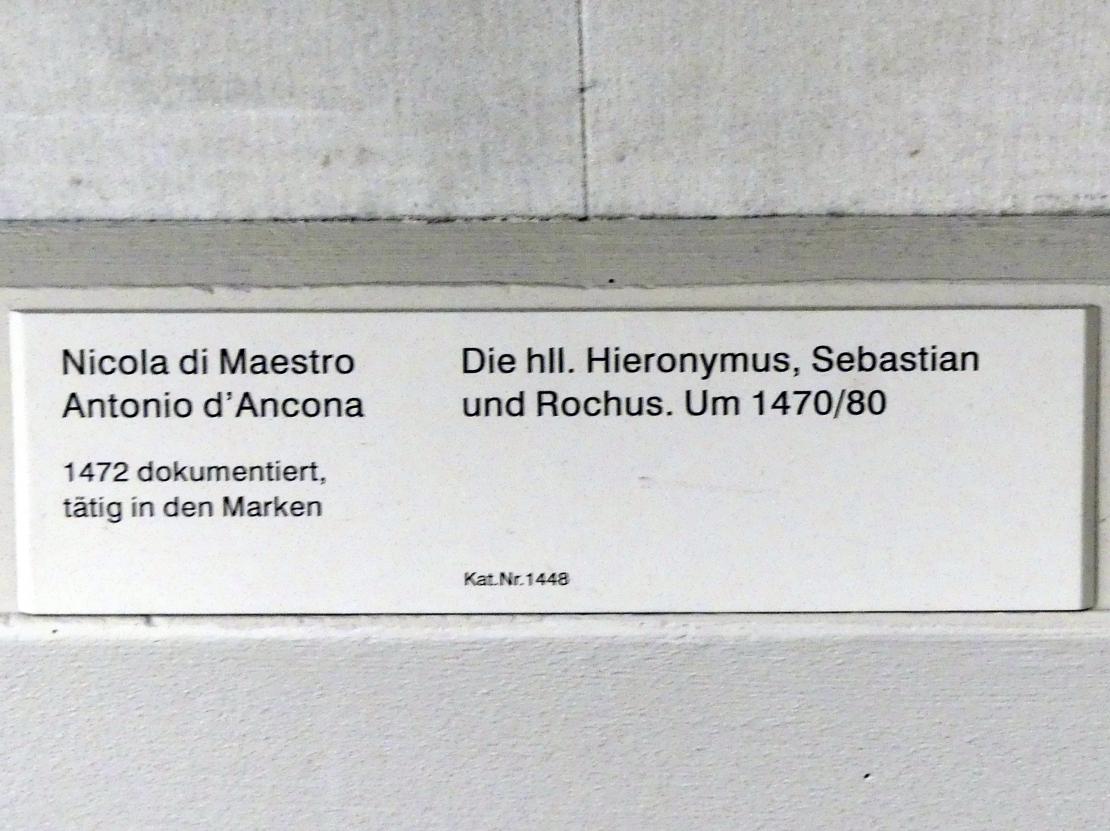 Nicola di Maestro
Antonio d'Ancona
1472 dokumentiert,
tätig in den Marken
Die hll. Hieronymus, Sebastian
und Rochus. Um 1470/80
Kat.Nr.1448